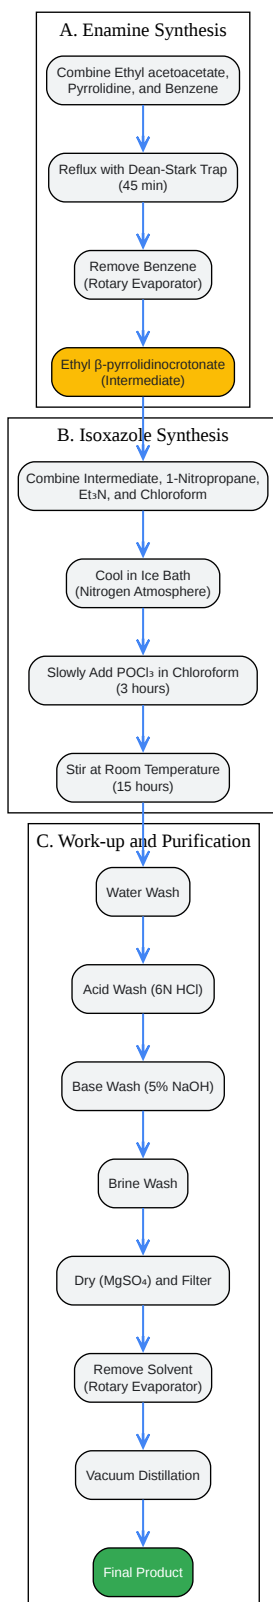 A. Enamine Synthesis
Combine Ethyl acetoacetate,
Pyrrolidine, and Benzene
Reflux with Dean-Stark Trap
(45 min)
Remove Benzene
(Rotary Evaporator)
Ethyl β-pyrrolidinocrotonate
(Intermediate)
B. Isoxazole Synthesis
Combine Intermediate, 1-Nitropropane,
Et₃N, and Chloroform
Cool in Ice Bath
(Nitrogen Atmosphere)
Slowly Add POCl₃ in Chloroform
(3 hours)
Stir at Room Temperature
(15 hours)
C. Work-up and Purification
Water Wash
Acid Wash (6N HCl)
Base Wash (5% NaOH)
Brine Wash
Dry (MgSO₄) and Filter
Remove Solvent
(Rotary Evaporator)
Vacuum Distillation
Final Product